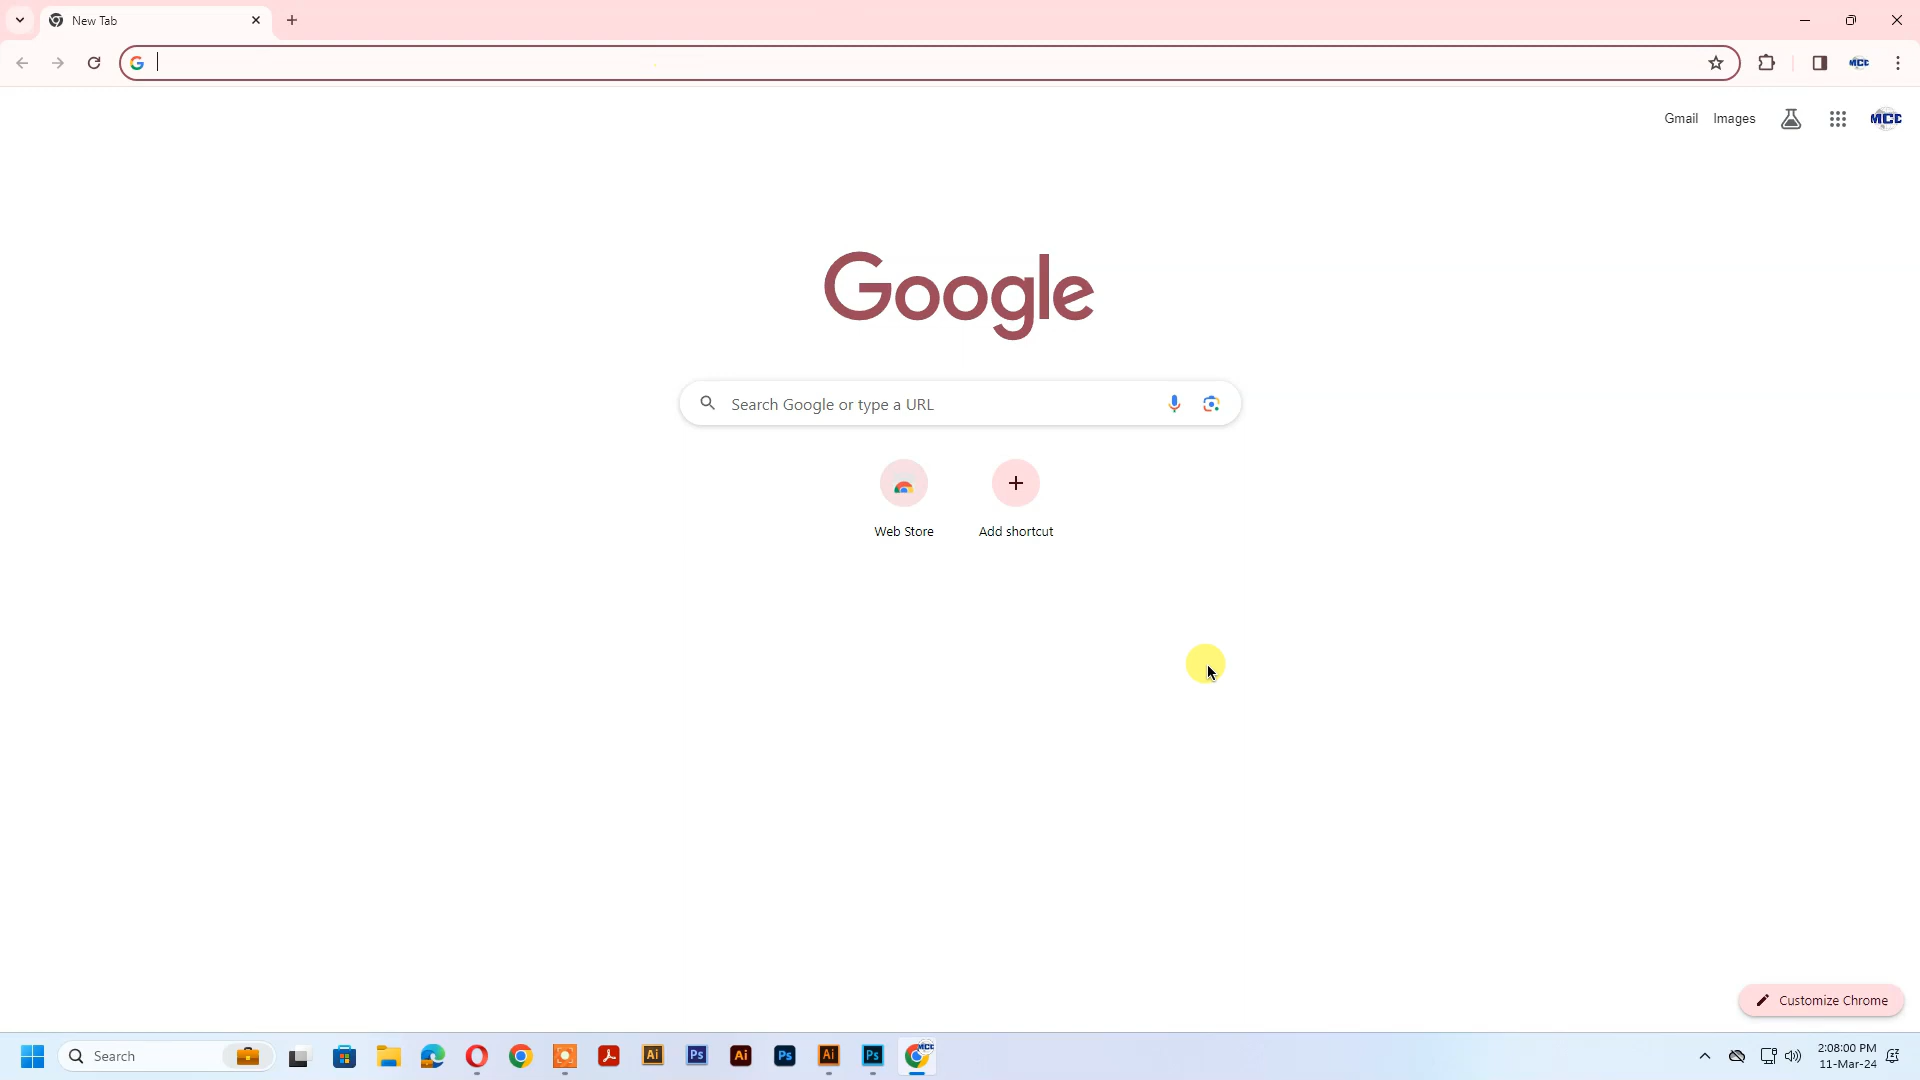 New Tab
Gmail Images
MCC
Google
Search Google or type a URL
Web Store
Add shortcut
Customize Chrome
Search
Ai Ps Ai Ps Ai Ps
MCC
2:08:00 PM
11-Mar-24